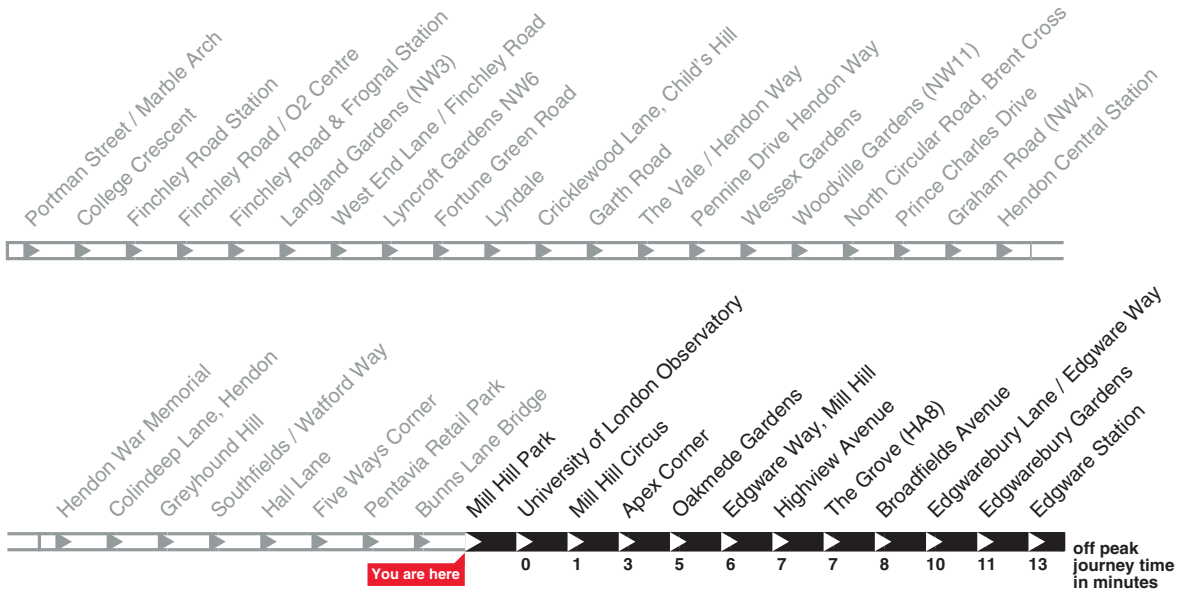 Portman Street / Marble Arch
College Crescent
Finchley Road Station
Finchley Road / O2 Centre
Finchley Road & Frognal Station
Langland Gardens (NW3)
West End Lane / Finchley Road
Lyncroft Gardens NW6
Fortune Green Road
Lyndale
Cricklewood Lane, Child's Hill
Garth Road
The Vale / Hendon Way
Pennine Drive Hendon Way
Wessex Gardens
Woodville Gardens (NW11)
North Circular Road, Brent Cross
Prince Charles Drive
Graham Road (NW4)
Hendon Central Station
Hendon War Memorial
Colindeep Lane, Hendon
Greyhound Hill
Southfields / Watford Way
Hall Lane
Five Ways Corner
Pentavia Retail Park
Bunns Lane Bridge
Mill Hill Park
University of London Observatory
Mill Hill Circus
Apex Corner
Oakmede Gardens
Edgware Way, Mill Hill
Highview Avenue
The Grove (HA8)
Broadfields Avenue
Edgwarebury Lane / Edgware Way
Edgwarebury Gardens
Edgware Station
You are here
0 1 3 5 6 7 7 8 10 11 13
off peak
journey time
in minutes